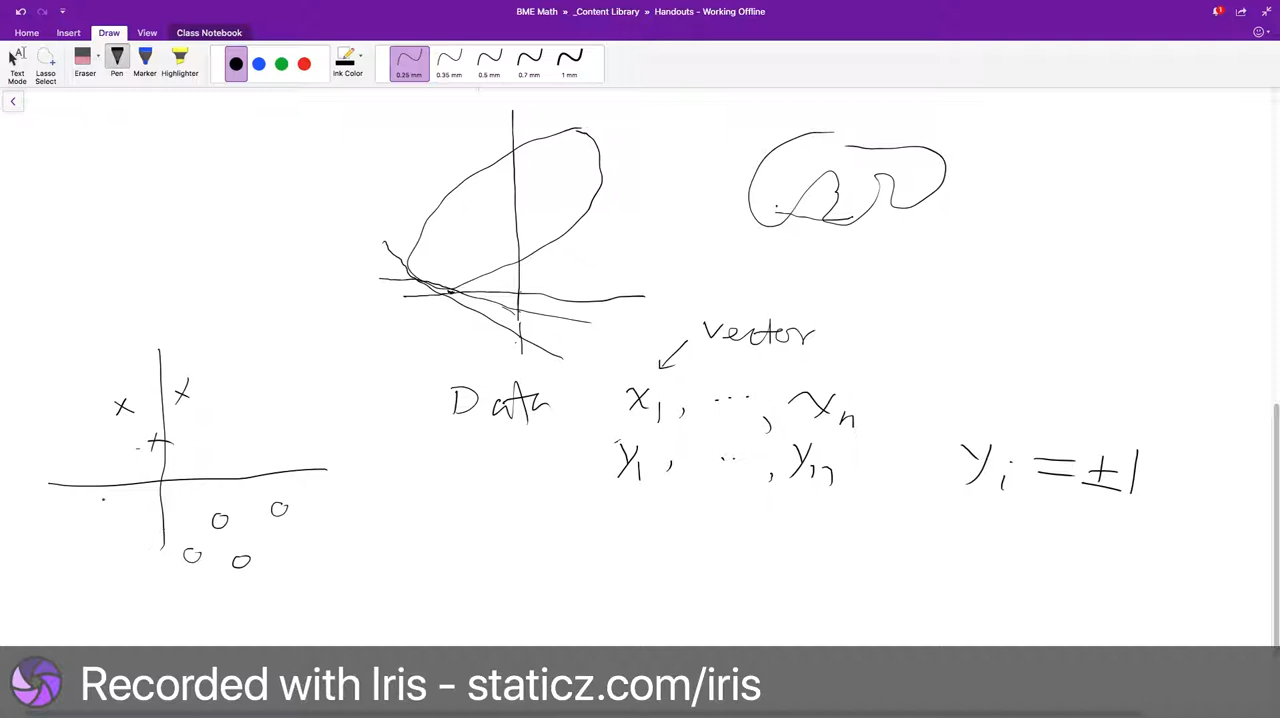 BME Math > _Content Library > Handouts - Working Offline
1
Home Insert Draw View Class Notebook
Text Mode
Lasso Select
Eraser
Pen
Marker
Highlighter
Ink Color
0.25 mm
0.35 mm
0.5 mm
0.7 mm
1 mm
vector
Data x₁, ..., xₙ
y₁, ..., yₙ yᵢ = ±1
Recorded with Iris - staticz.com/iris